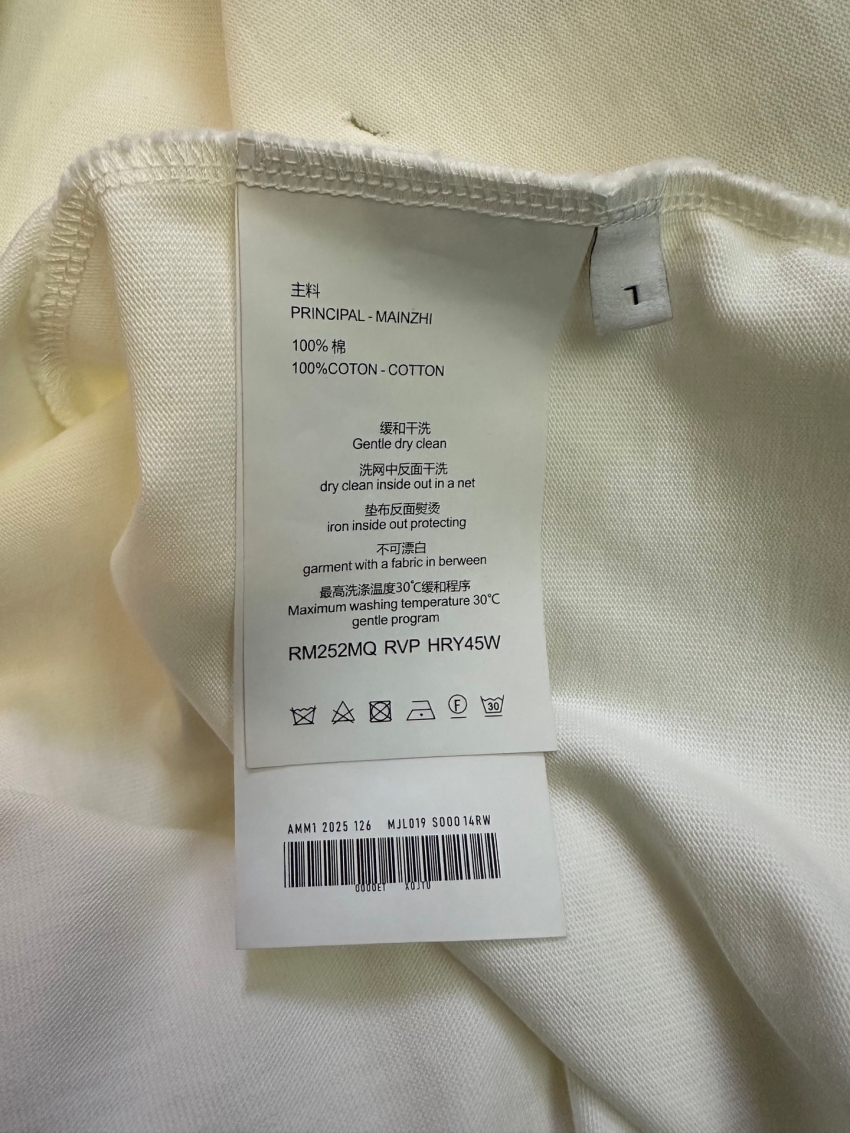 主料
PRINCIPAL - MAINZHI
100% 棉
100%COTON - COTTON
缓和干洗
Gentle dry clean
洗网中反面干洗
dry clean inside out in a net
垫布反面熨烫
iron inside out protecting
不可漂白
garment with a fabric in berween
最高洗涤温度30℃缓和程序
Maximum washing temperature 30℃
gentle program
RM252MQ RVP HRY45W
F
30
AMM1 2025 126 MJL019 S000 14RW